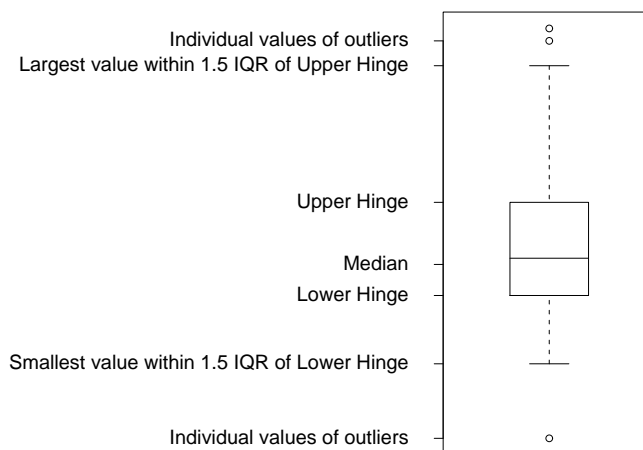 Individual values of outliers
Largest value within 1.5 IQR of Upper Hinge
Upper Hinge
Median
Lower Hinge
Smallest value within 1.5 IQR of Lower Hinge
Individual values of outliers